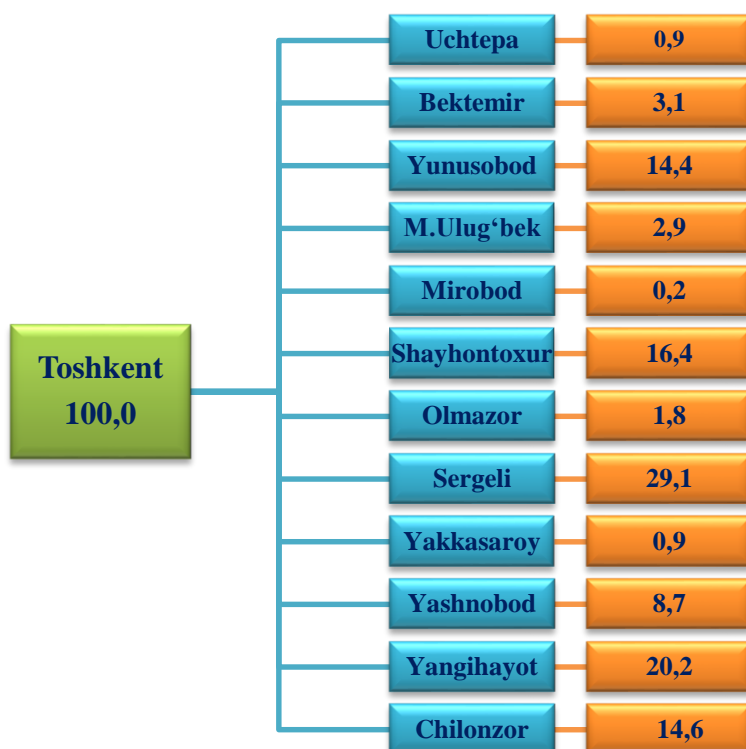 Toshkent
100,0
Uchtepa 0,9
Bektemir 3,1
Yunusobod 14,4
M.Ulug‘bek 2,9
Mirobod 0,2
Shayhontoxur 16,4
Olmazor 1,8
Sergeli 29,1
Yakkasaroy 0,9
Yashnobod 8,7
Yangihayot 20,2
Chilonzor 14,6